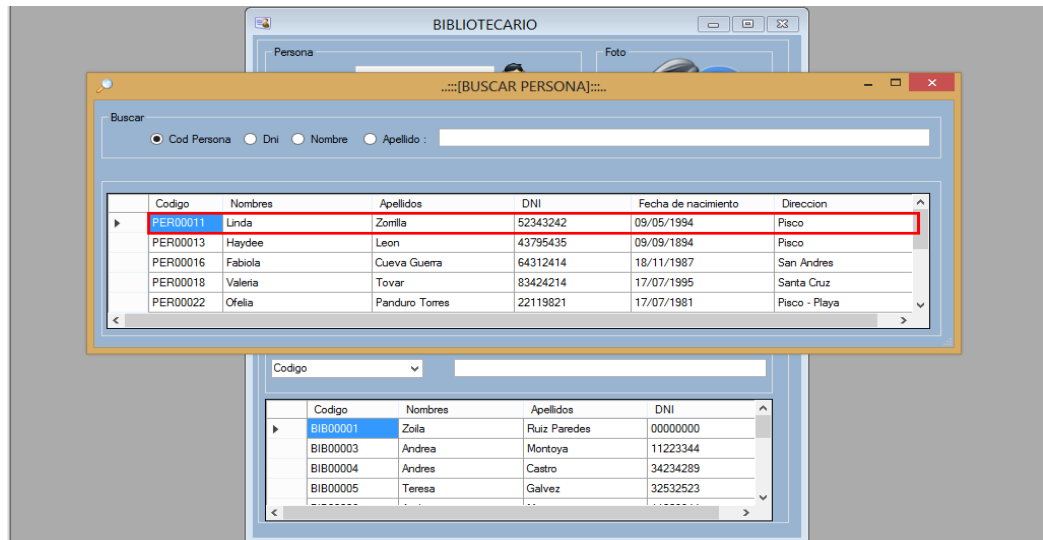 BIBLIOTECARIO
Persona Foto
..:::[BUSCAR PERSONA]:::..
Buscar
Cod Persona Dni Nombre Apellido :
Codigo Nombres Apellidos DNI Fecha de nacimiento Direccion
PER00011 Linda Zorrilla 52343242 09/05/1994 Pisco
PER00013 Haydee Leon 43795435 09/09/1894 Pisco
PER00016 Fabiola Cueva Guerra 64312414 18/11/1987 San Andres
PER00018 Valeria Tovar 83424214 17/07/1995 Santa Cruz
PER00022 Ofelia Panduro Torres 22119821 17/07/1981 Pisco - Playa
Codigo
Codigo Nombres Apellidos DNI
BIB00001 Zoila Ruiz Paredes 00000000
BIB00003 Andrea Montoya 11223344
BIB00004 Andres Castro 34234289
BIB00005 Teresa Galvez 32532523